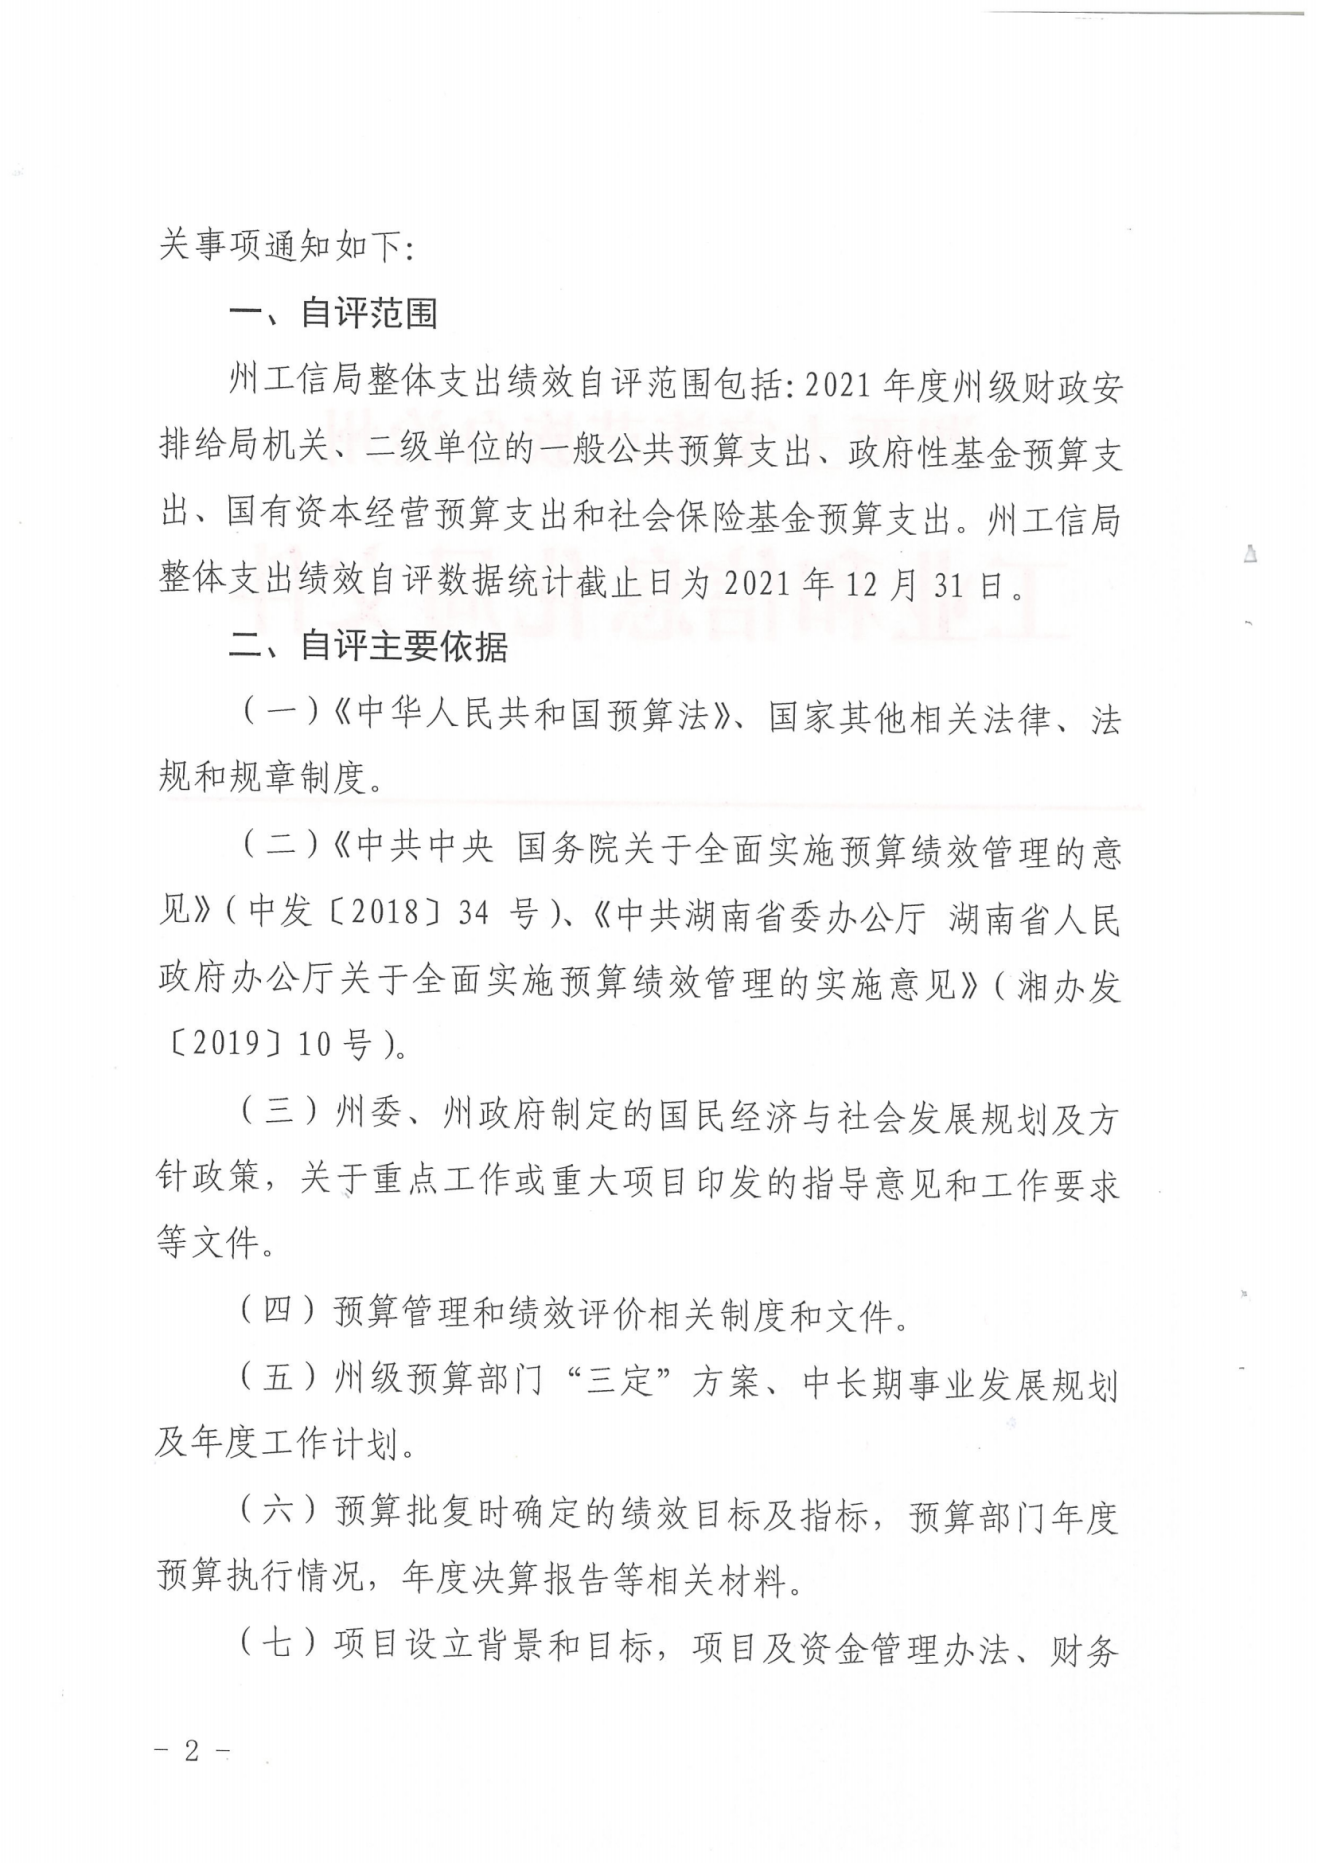 关事项通知如下：
一、自评范围
州工信局整体支出绩效自评范围包括：2021 年度州级财政安
排给局机关、二级单位的一般公共预算支出、政府性基金预算支
出、国有资本经营预算支出和社会保险基金预算支出。州工信局
整体支出绩效自评数据统计截止日为 2021 年 12 月 31 日。
二、自评主要依据
（一）《中华人民共和国预算法》、国家其他相关法律、法
规和规章制度。
（二）《中共中央 国务院关于全面实施预算绩效管理的意
见》（中发〔2018〕34 号）、《中共湖南省委办公厅 湖南省人民
政府办公厅关于全面实施预算绩效管理的实施意见》（湘办发
〔2019〕10 号）。
（三）州委、州政府制定的国民经济与社会发展规划及方
针政策，关于重点工作或重大项目印发的指导意见和工作要求
等文件。
（四）预算管理和绩效评价相关制度和文件。
（五）州级预算部门“三定”方案、中长期事业发展规划
及年度工作计划。
（六）预算批复时确定的绩效目标及指标，预算部门年度
预算执行情况，年度决算报告等相关材料。
（七）项目设立背景和目标，项目及资金管理办法、财务
- 2 -